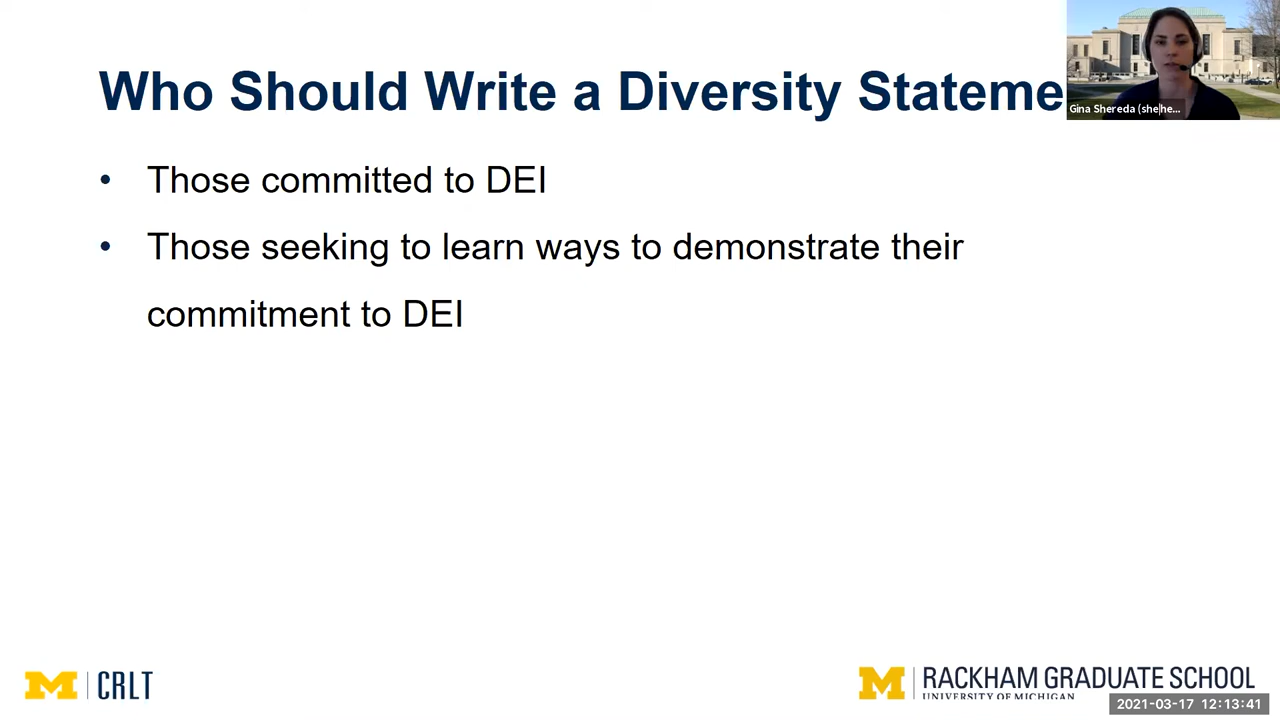 Who Should Write a Diversity Stateme
Gina Shereda (she|he...
• Those committed to DEI
• Those seeking to learn ways to demonstrate their
commitment to DEI
M | CRLT
M | RACKHAM GRADUATE SCHOOL
UNIVERSITY OF MICHIGAN
2021-03-17 12:13:41